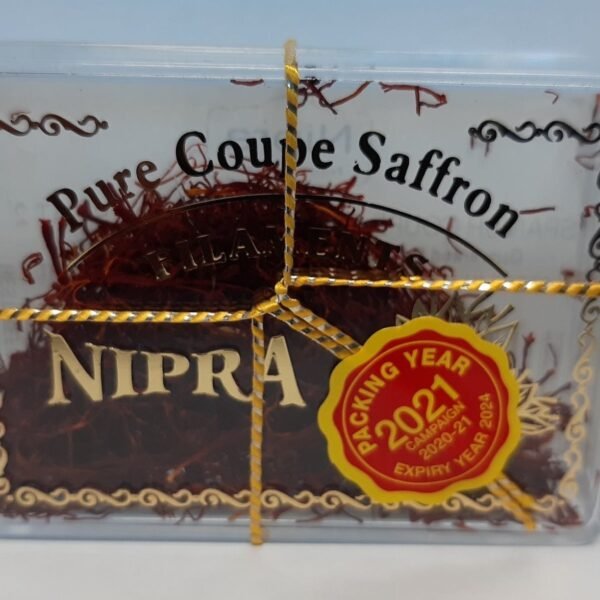 Pure Coupe Saffron
FILAMENTS
NIPRA
PACKING YEAR
2021
CAMPAIGN
2020-21
EXPIRY YEAR 2024